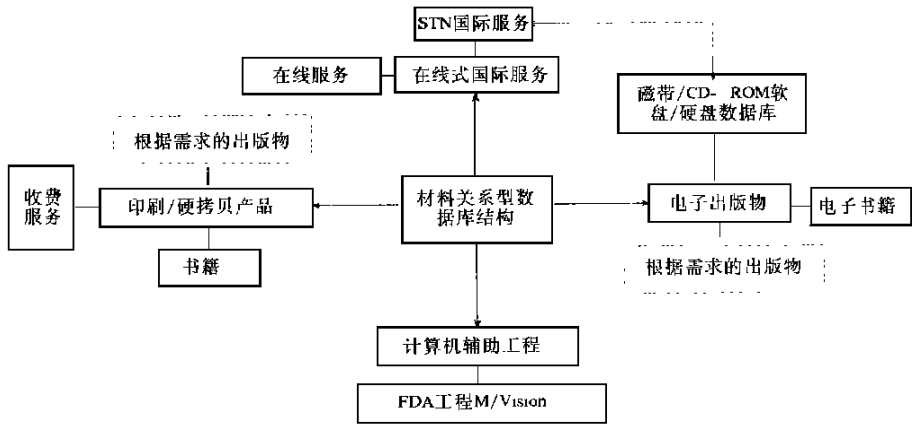 STN国际服务
在线服务
在线式国际服务
磁带/CD- ROM软
盘/硬盘数据库
根据需求的出版物
收费
服务
印刷/硬拷贝产品
材料关系型数
据库结构
电子出版物
电子书籍
书籍
根据需求的出版物
计算机辅助工程
FDA工程M/Vision